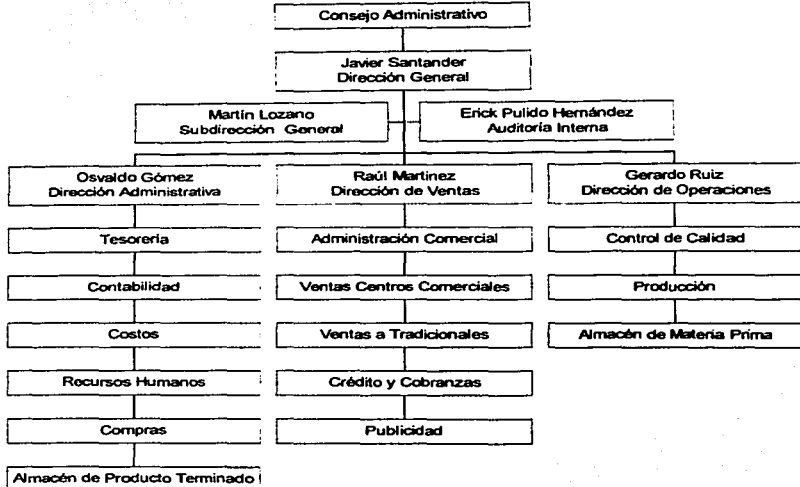 Consejo Administrativo
Javier Santander
Dirección General
Martín Lozano
Subdirección General
Erick Pulido Hernández
Auditoría Interna
Osvaldo Gómez
Dirección Administrativa
Raúl Martinez
Dirección de Ventas
Gerardo Ruiz
Dirección de Operaciones
Tesorería
Administración Comercial
Control de Calidad
Contabilidad
Ventas Centros Comerciales
Producción
Costos
Ventas a Tradicionales
Almacén de Materia Prima
Recursos Humanos
Crédito y Cobranzas
Compras
Publicidad
Almacén de Producto Terminado